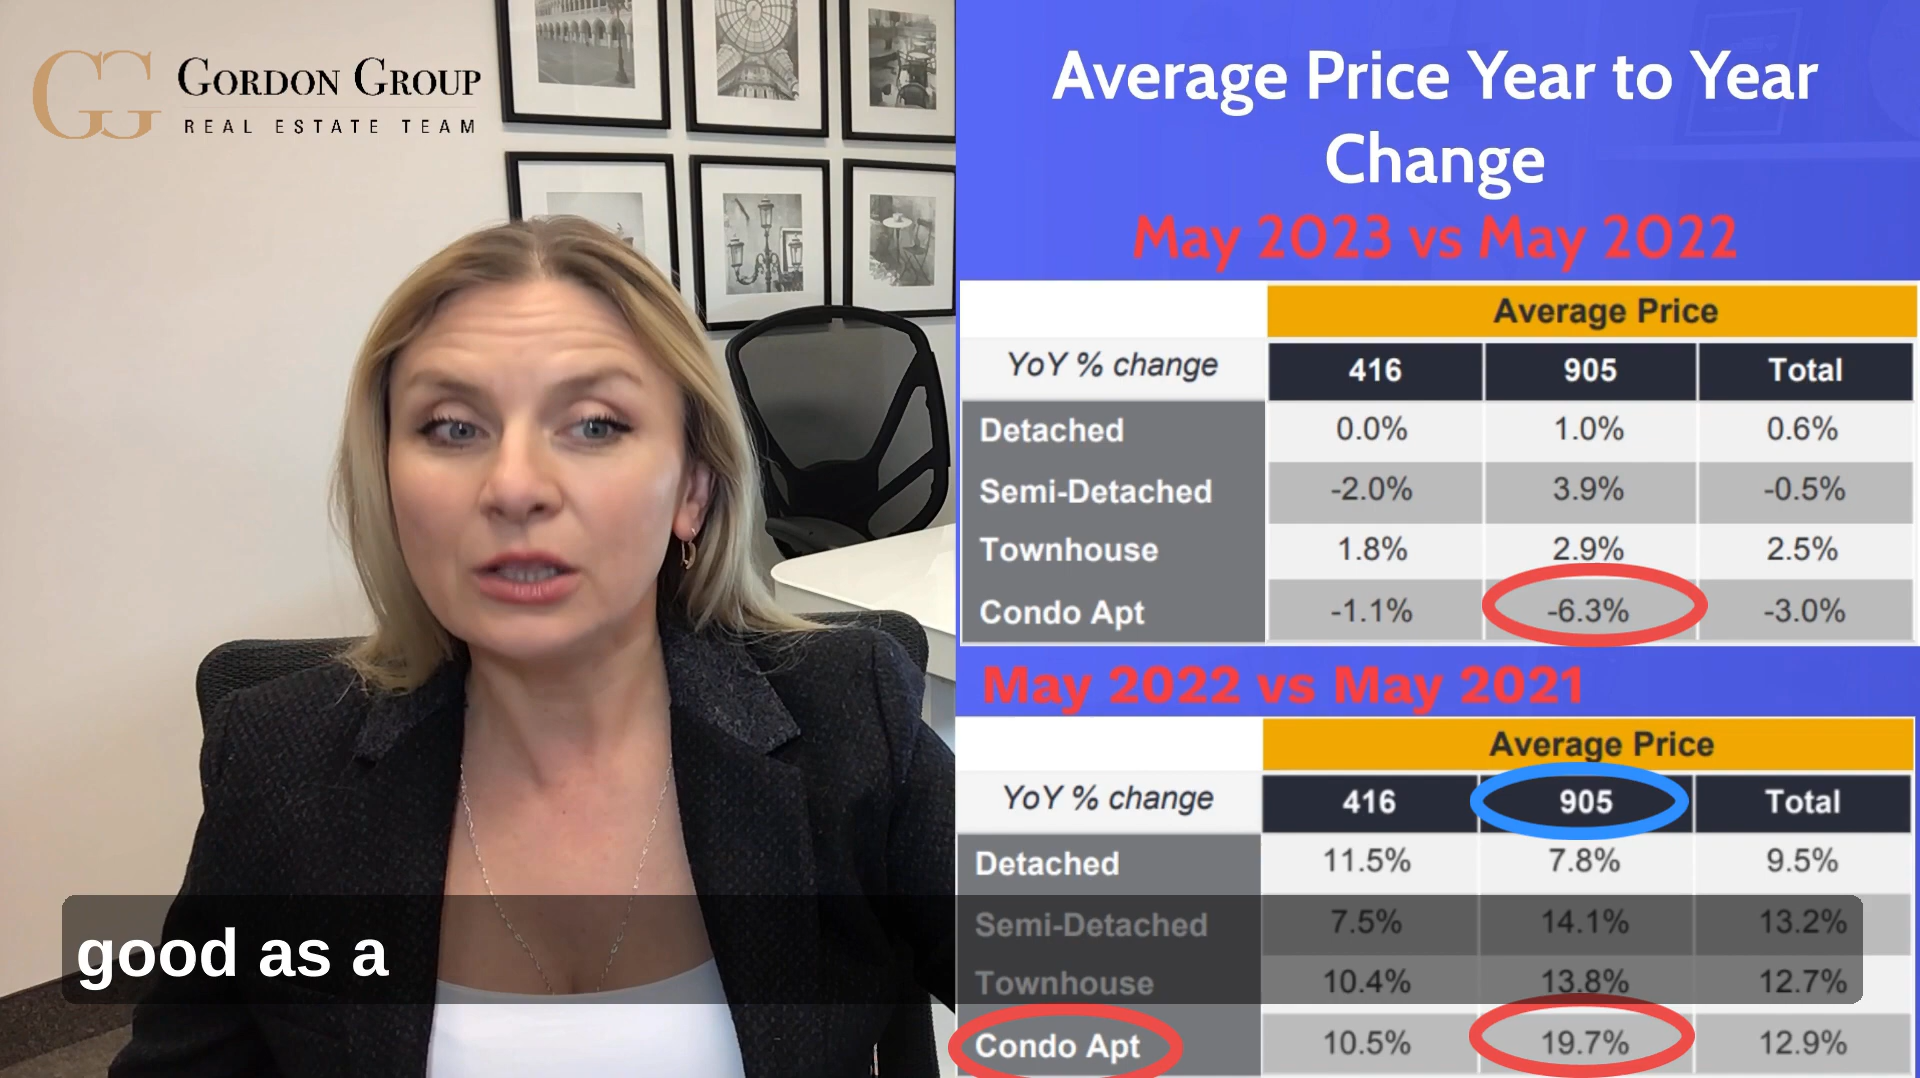 GG
GORDON GROUP
REAL ESTATE TEAM
Average Price Year to Year
Change
May 2023 vs May 2022
Average Price
YoY % change 416 905 Total
Detached 0.0% 1.0% 0.6%
Semi-Detached -2.0% 3.9% -0.5%
Townhouse 1.8% 2.9% 2.5%
Condo Apt -1.1% -6.3% -3.0%
May 2022 vs May 2021
Average Price
YoY % change 416 905 Total
Detached 11.5% 7.8% 9.5%
Semi-Detached 7.5% 14.1% 13.2%
Townhouse 10.4% 13.8% 12.7%
Condo Apt 10.5% 19.7% 12.9%
good as a